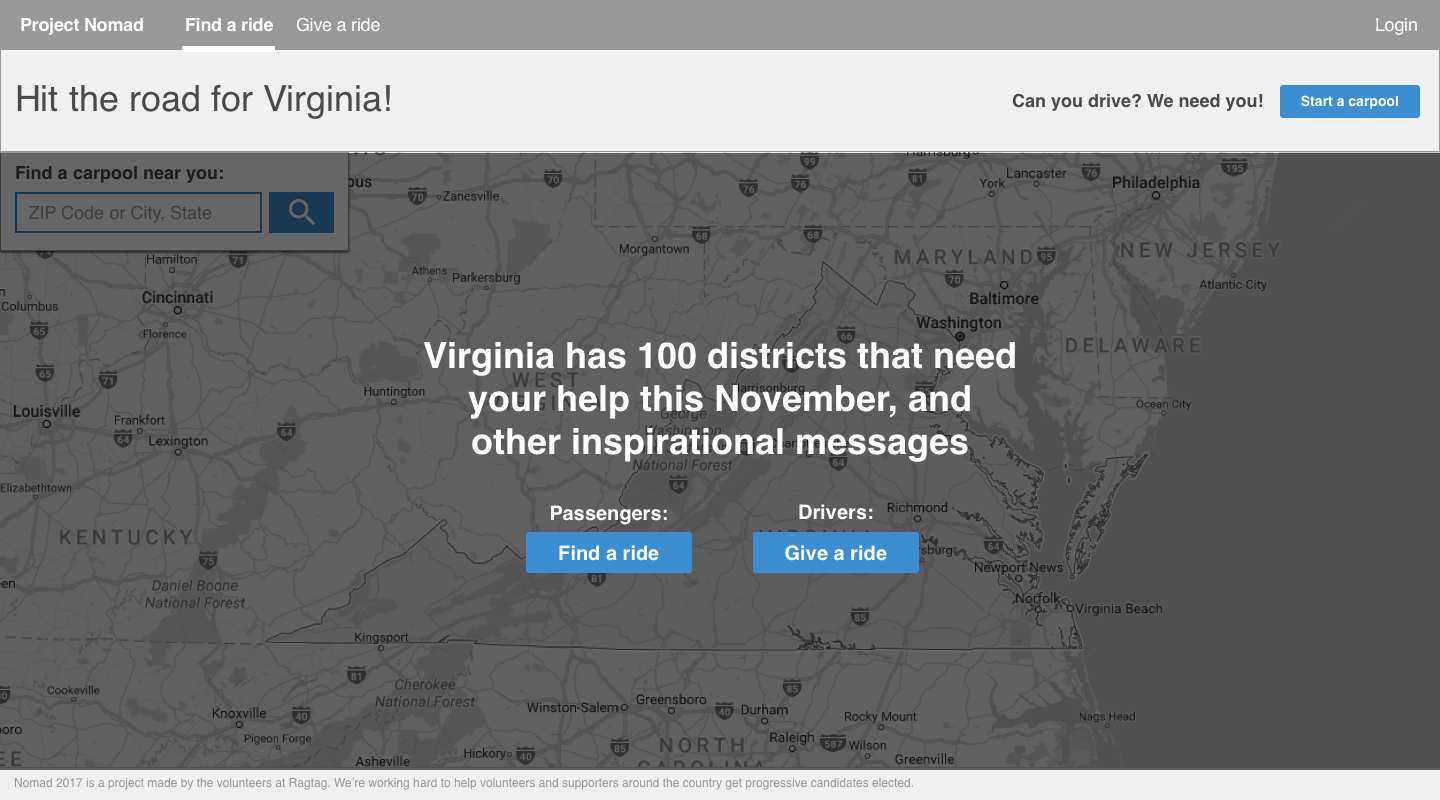 Project Nomad
Find a ride
Give a ride
Login
Hit the road for Virginia!
Can you drive? We need you!
Start a carpool
Find a carpool near you:
ZIP Code or City, State
bus
70
Zanesville
70
76
76
99
Harrisburg
81
York
Lancaster
76
Philadelphia
195
Hamilton
71
Morgantown
68
68
MARYLAND
95
NEW JERSEY
Athens
Parkersburg
70
Atlantic City
Columbus
Cincinnati
Baltimore
Florence
65
Washington
66
DELAWARE
Virginia has 100 districts that need
your help this November, and
other inspirational messages
65
71
Huntington
WEST
Harrisonburg
Ocean City
Louisville
Frankfort
64
Lexington
64
George
Washington
National Forest
64
64
Elizabethtown
Passengers:
Drivers:
Richmond
Find a ride
Give a ride
KENTUCKY
75
sburg
64
Newport News
en
Daniel Boone
National Forest
81
Norfolk
Virginia Beach
85
Kingsport
81
Cookeville
Cherokee
National Forest
85
Greensboro
Winston-Salem
40
Durham
Knoxville
40
Rocky Mount
Nags Head
oro
Pigeon Forge
Raleigh
587
Wilson
EE
Asheville
Hickory
40
85
NORTH
CAROLINA
Greenville
Nomad 2017 is a project made by the volunteers at Ragtag. We’re working hard to help volunteers and supporters around the country get progressive candidates elected.